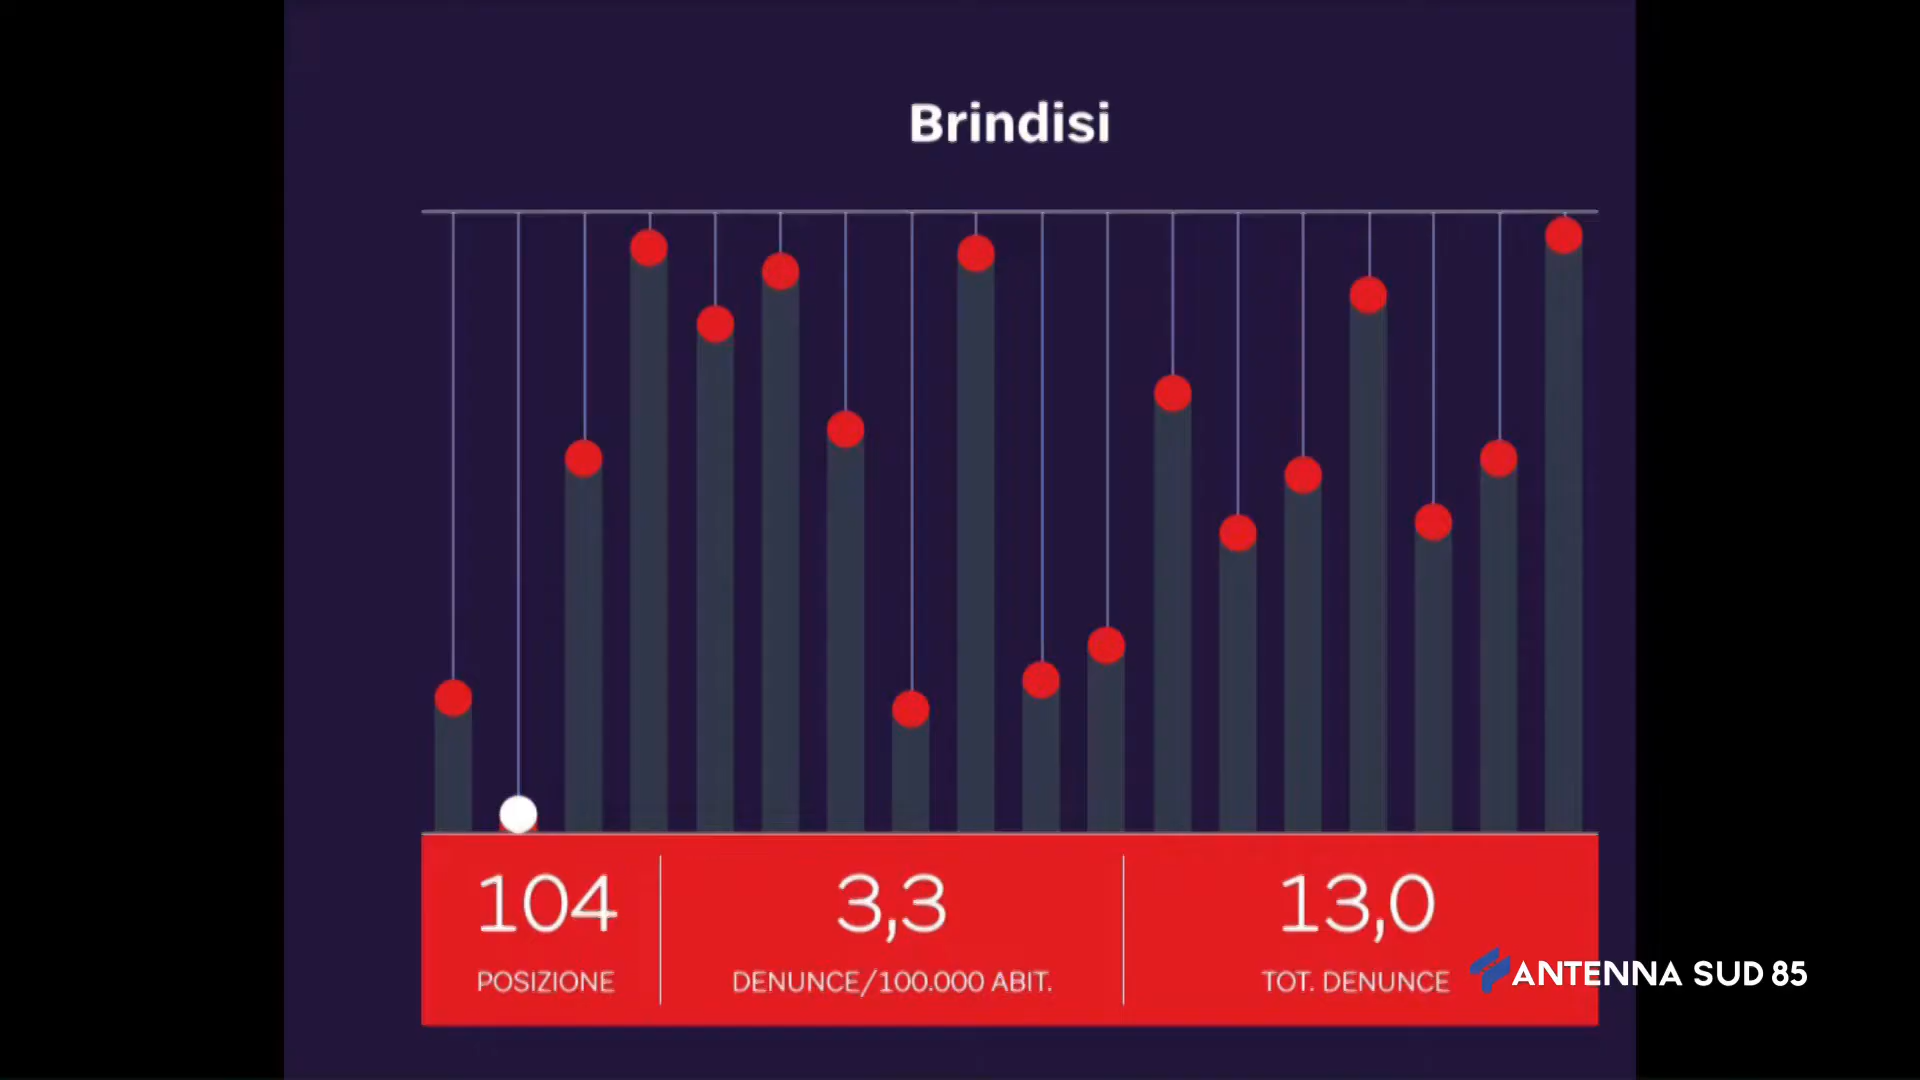 Brindisi
104
3,3
13,0
POSIZIONE
DENUNCE/100.000 ABIT.
TOT. DENUNCE
ANTENNA SUD 85